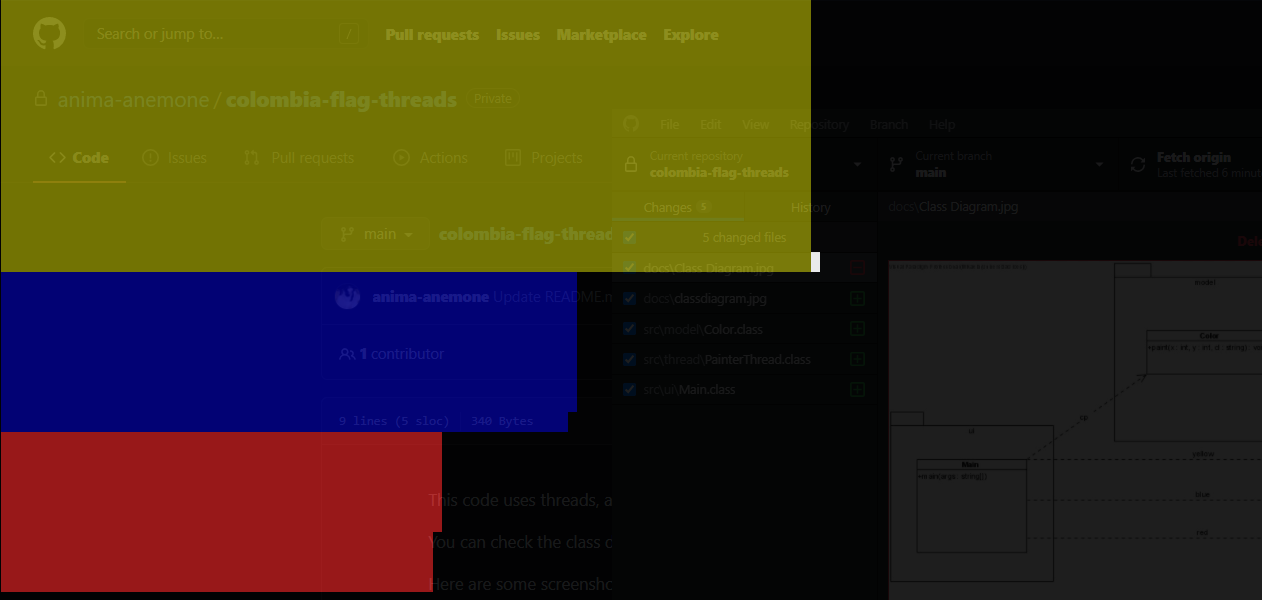 Search or jump to... /
Pull requests Issues Marketplace Explore
anima-anemone / colombia-flag-threads Private
Code Issues Pull requests Actions Projects
main colombia-flag-thread
anima-anemone Update README.m
1 contributor
9 lines (5 sloc) 340 Bytes
This code uses threads, a
You can check the class c
Here are some screensho
File Edit View Repository Branch Help
Current repository
colombia-flag-threads
Current branch
main
Fetch origin
Last fetched 6 minut
Changes 5 History
docs\Class Diagram.jpg
5 changed files
docs\Class Diagram.jpg
docs\classdiagram.jpg
src\model\Color.class
src\thread\PainterThread.class
src\ui\Main.class
Dele
model
Color
ui
Main
+main(args : string[])
cp
yellow
blue
red